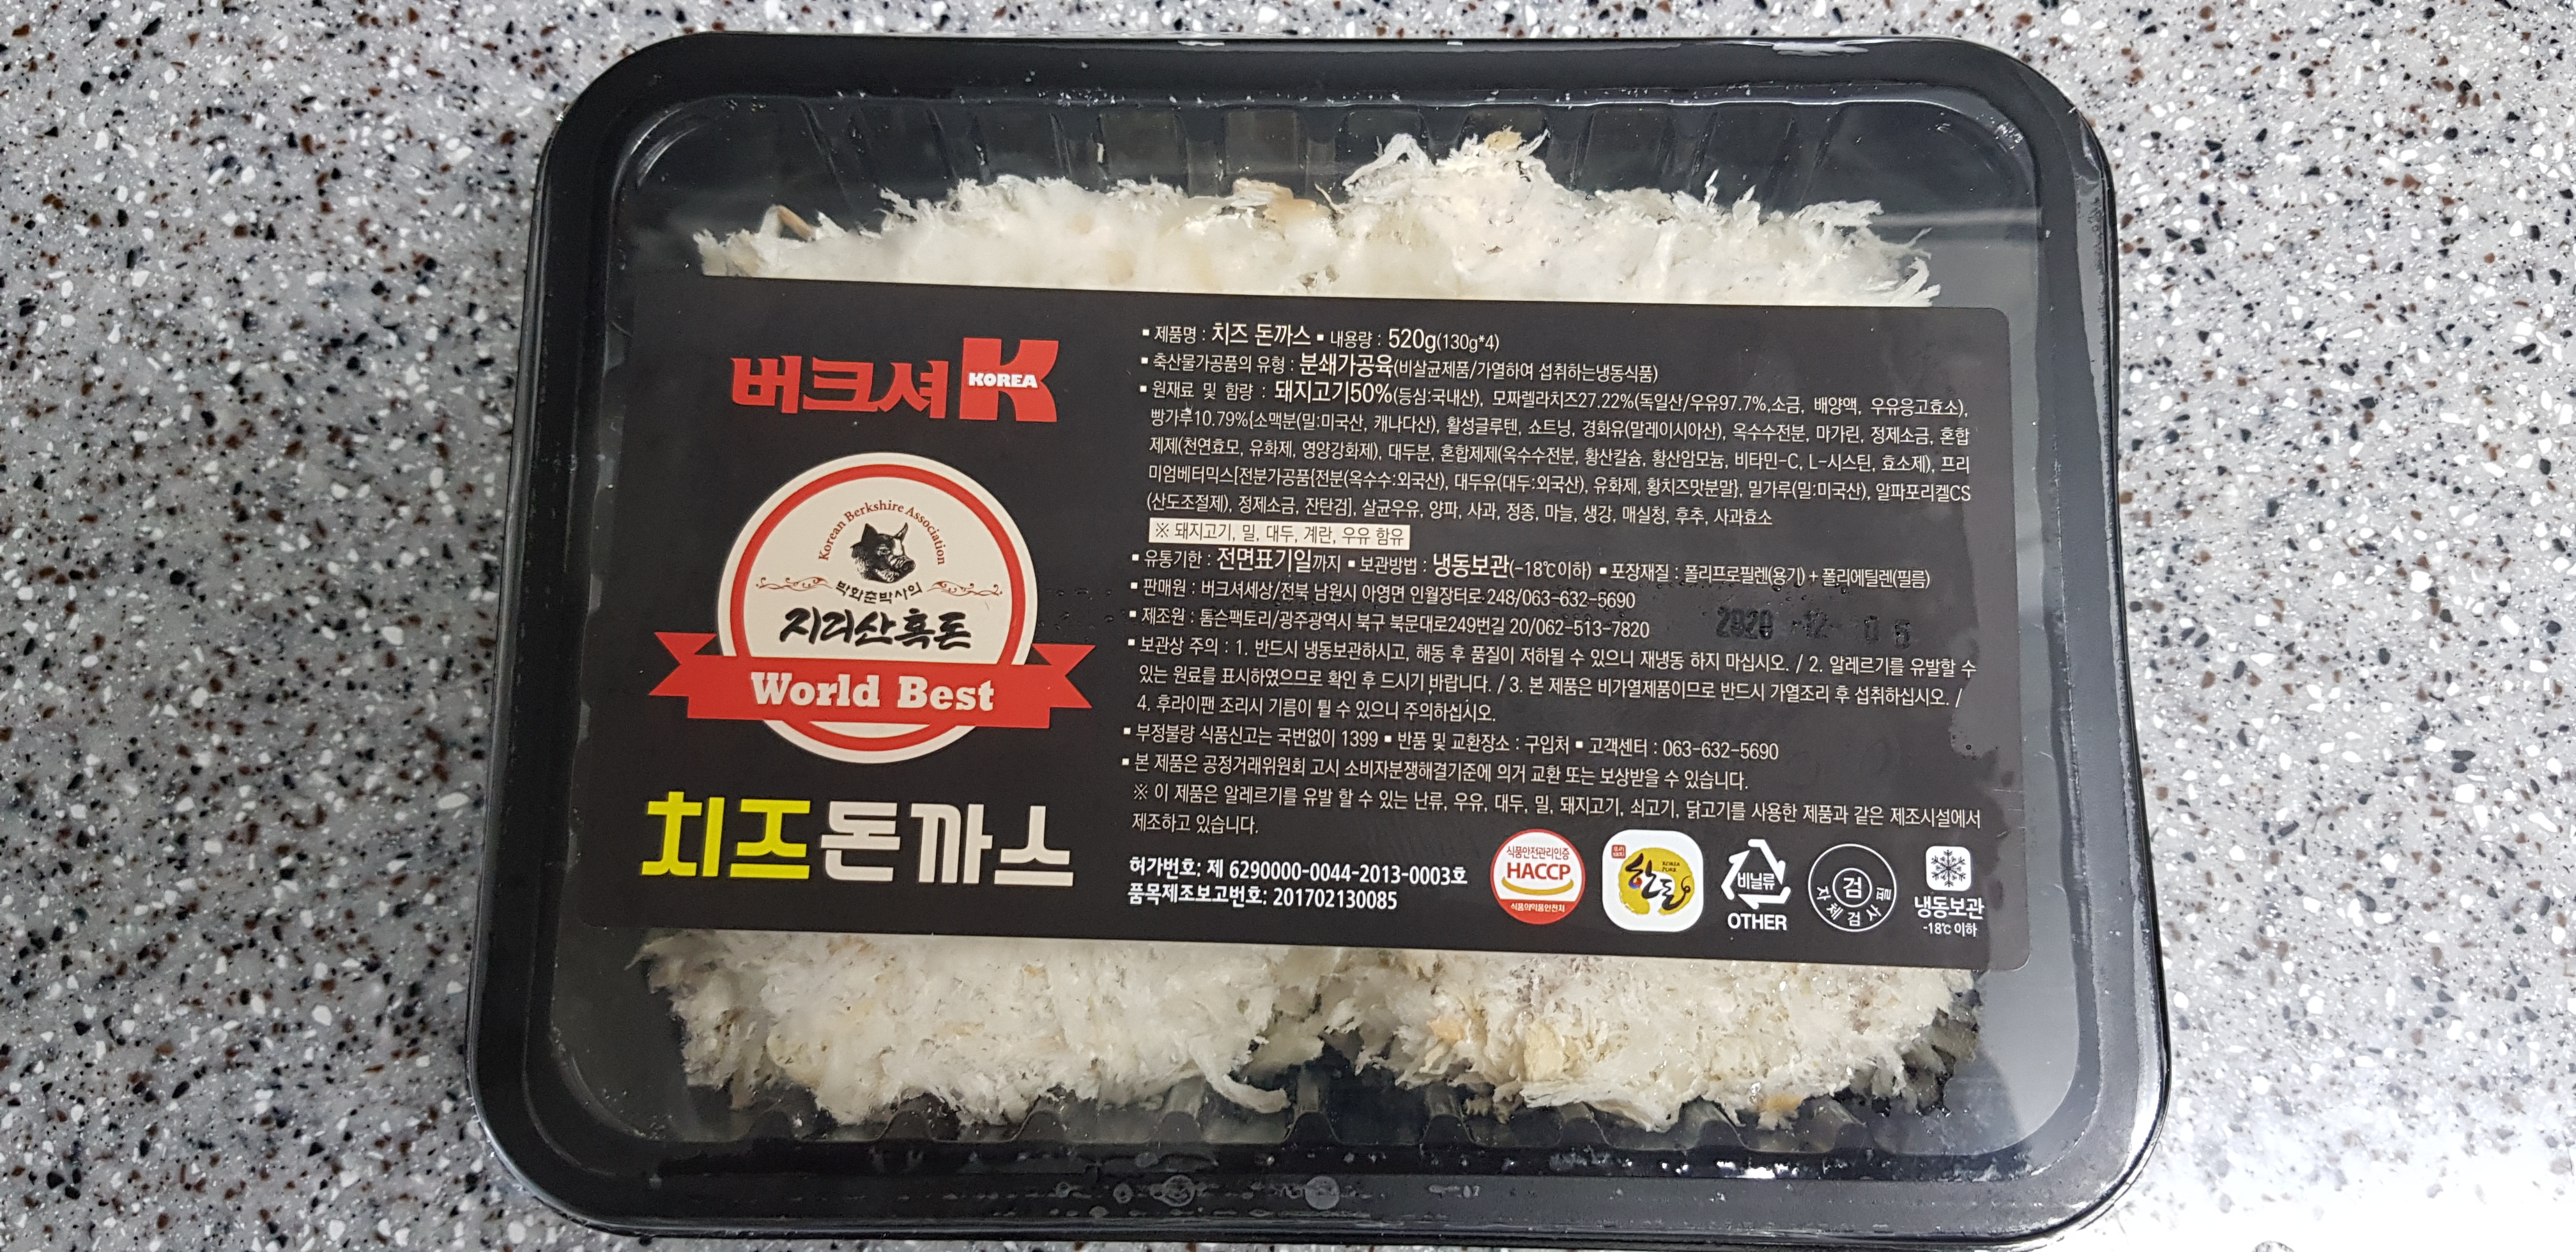 버크셔K
KOREA
Korean Berkshire Association
박화춘박사의
지리산흑돈
World Best
치즈돈까스
▪ 제품명 : 치즈 돈까스 ▪ 내용량 : 520g(130g*4)
▪ 축산물가공품의 유형 : 분쇄가공육(비살균제품/가열하여 섭취하는냉동식품)
▪ 원재료 및 함량 : 돼지고기50%(등심:국내산), 모짜렐라치즈27.22%(독일산/우유97.7%,소금, 배양액, 우유응고효소),
빵가루10.79%{소맥분(밀:미국산, 캐나다산), 활성글루텐, 쇼트닝, 경화유(말레이시아산), 옥수수전분, 마가린, 정제소금, 혼합
제제(천연효모, 유화제, 영양강화제), 대두분, 혼합제제(옥수수전분, 황산칼슘, 황산암모늄, 비타민-C, L-시스틴, 효소제), 프리
미엄베터믹스[전분가공품{전분(옥수수:외국산), 대두유(대두:외국산), 유화제, 황치즈맛분말}, 밀가루(밀:미국산), 알파포리켈CS
(산도조절제), 정제소금, 잔탄검], 살균우유, 양파, 사과, 정종, 마늘, 생강, 매실청, 후추, 사과효소
※ 돼지고기, 밀, 대두, 계란, 우유 함유
▪ 유통기한 : 전면표기일까지 ▪ 보관방법 : 냉동보관(-18℃이하) ▪ 포장재질 : 폴리프로필렌(용기) + 폴리에틸렌(필름)
▪ 판매원 : 버크셔세상/전북 남원시 아영면 인월장터로 248/063-632-5690
▪ 제조원 : 톰슨팩토리/광주광역시 북구 북문대로249번길 20/062-513-7820
2020 -12- 05
▪ 보관상 주의 : 1. 반드시 냉동보관하시고, 해동 후 품질이 저하될 수 있으니 재냉동 하지 마십시오. / 2. 알레르기를 유발할 수
있는 원료를 표시하였으므로 확인 후 드시기 바랍니다. / 3. 본 제품은 비가열제품이므로 반드시 가열조리 후 섭취하십시오. /
4. 후라이팬 조리시 기름이 튈 수 있으니 주의하십시오.
▪ 부정불량 식품신고는 국번없이 1399 ▪ 반품 및 교환장소 : 구입처 ▪ 고객센터 : 063-632-5690
▪ 본 제품은 공정거래위원회 고시 소비자분쟁해결기준에 의거 교환 또는 보상받을 수 있습니다.
※ 이 제품은 알레르기를 유발 할 수 있는 난류, 우유, 대두, 밀, 돼지고기, 쇠고기, 닭고기를 사용한 제품과 같은 제조시설에서
제조하고 있습니다.
허가번호: 제 6290000-0044-2013-0003호
품목제조보고번호: 201702130085
식품안전관리인증
HACCP
식품의약품안전처
한돈
비닐류
OTHER
검
자체검사필
냉동보관
-18℃ 이하